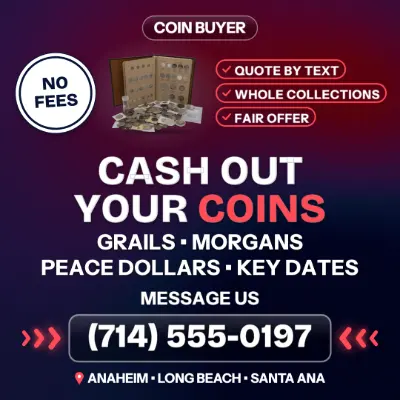 COIN BUYER
NO FEES
QUOTE BY TEXT
WHOLE COLLECTIONS
FAIR OFFER
CASH OUT
YOUR COINS
GRAILS • MORGANS
PEACE DOLLARS • KEY DATES
MESSAGE US
(714) 555-0197
ANAHEIM • LONG BEACH • SANTA ANA